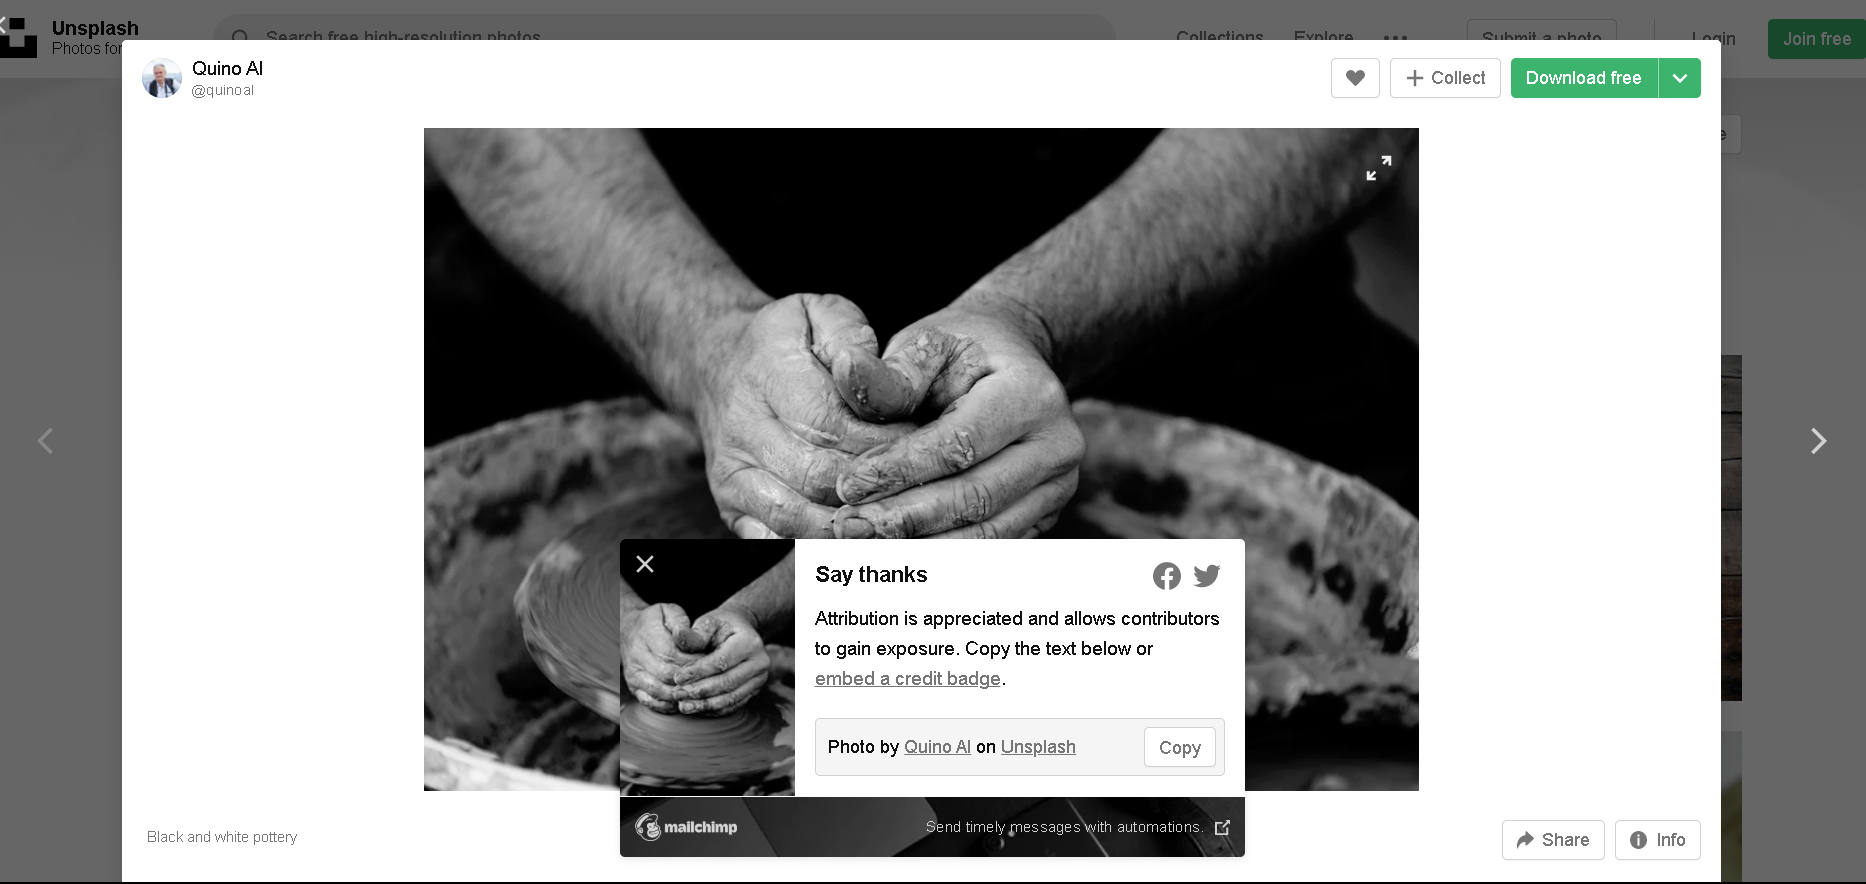 Unsplash
Photos for
Search free high-resolution photos
Collections
Explore
Submit a photo
Login
Join free
Quino Al
@quinoal
Collect
Download free
Say thanks
Attribution is appreciated and allows contributors
to gain exposure. Copy the text below or
embed a credit badge.
Photo by Quino Al on Unsplash
Copy
mailchimp
Send timely messages with automations.
Black and white pottery
Share
Info